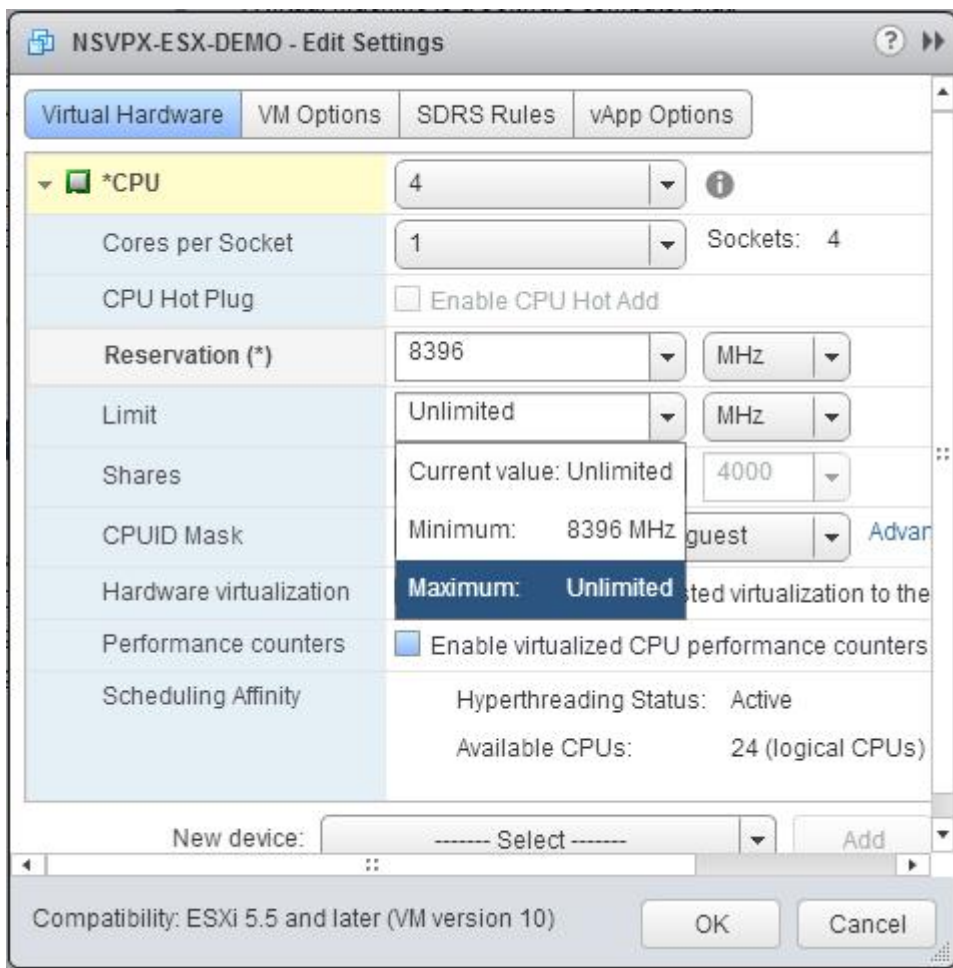 NSVPX-ESX-DEMO - Edit Settings
Virtual Hardware VM Options SDRS Rules vApp Options
*CPU 4
Cores per Socket 1 Sockets: 4
CPU Hot Plug Enable CPU Hot Add
Reservation (*) 8396 MHz
Limit Unlimited MHz
Current value: Unlimited
Shares 4000
Minimum: 8396 MHz
CPUID Mask guest Advan
Maximum: Unlimited
Hardware virtualization sted virtualization to the
Performance counters Enable virtualized CPU performance counters
Scheduling Affinity Hyperthreading Status: Active
Available CPUs: 24 (logical CPUs)
New device: ------- Select ------- Add
Compatibility: ESXi 5.5 and later (VM version 10) OK Cancel